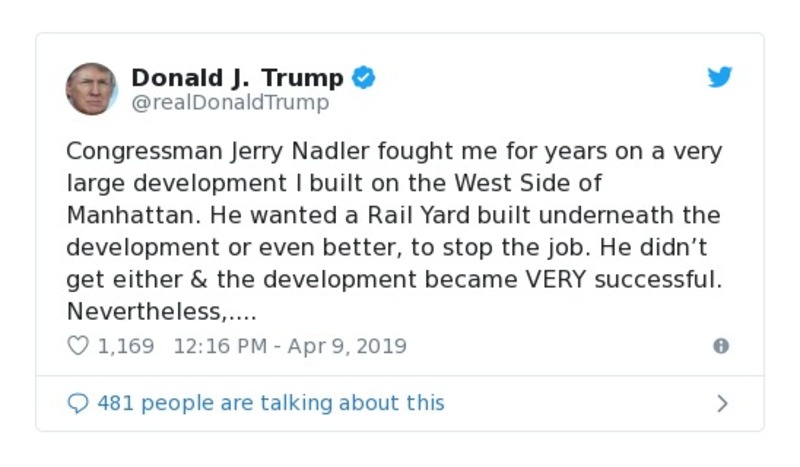 Donald J. Trump
@realDonaldTrump
Congressman Jerry Nadler fought me for years on a very
large development I built on the West Side of
Manhattan. He wanted a Rail Yard built underneath the
development or even better, to stop the job. He didn’t
get either & the development became VERY successful.
Nevertheless,....
1,169 12:16 PM - Apr 9, 2019
481 people are talking about this